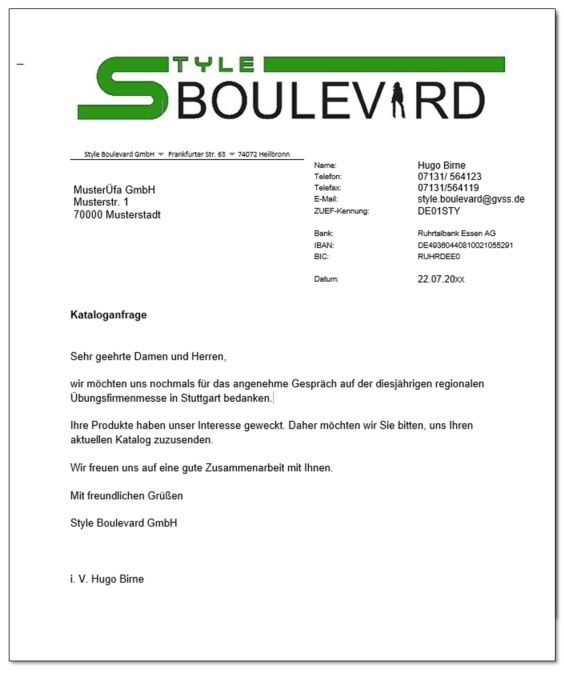 STYLE
BOULEVARD
Style Boulevard GmbH Frankfurter Str. 63 74072 Heilbronn
MusterÜfa GmbH
Musterstr. 1
70000 Musterstadt
Name: Hugo Birne
Telefon: 07131/ 564123
Telefax: 07131/564119
E-Mail: style.boulevard@gvss.de
ZUEF-Kennung: DE01STY
Bank: Ruhrtalbank Essen AG
IBAN: DE49360440810021055291
BIC: RUHRDEE0
Datum: 22.07.20xx
Kataloganfrage
Sehr geehrte Damen und Herren,
wir möchten uns nochmals für das angenehme Gespräch auf der diesjährigen regionalen
Übungsfirmenmesse in Stuttgart bedanken.
Ihre Produkte haben unser Interesse geweckt. Daher möchten wir Sie bitten, uns Ihren
aktuellen Katalog zuzusenden.
Wir freuen uns auf eine gute Zusammenarbeit mit Ihnen.
Mit freundlichen Grüßen
Style Boulevard GmbH
i. V. Hugo Birne